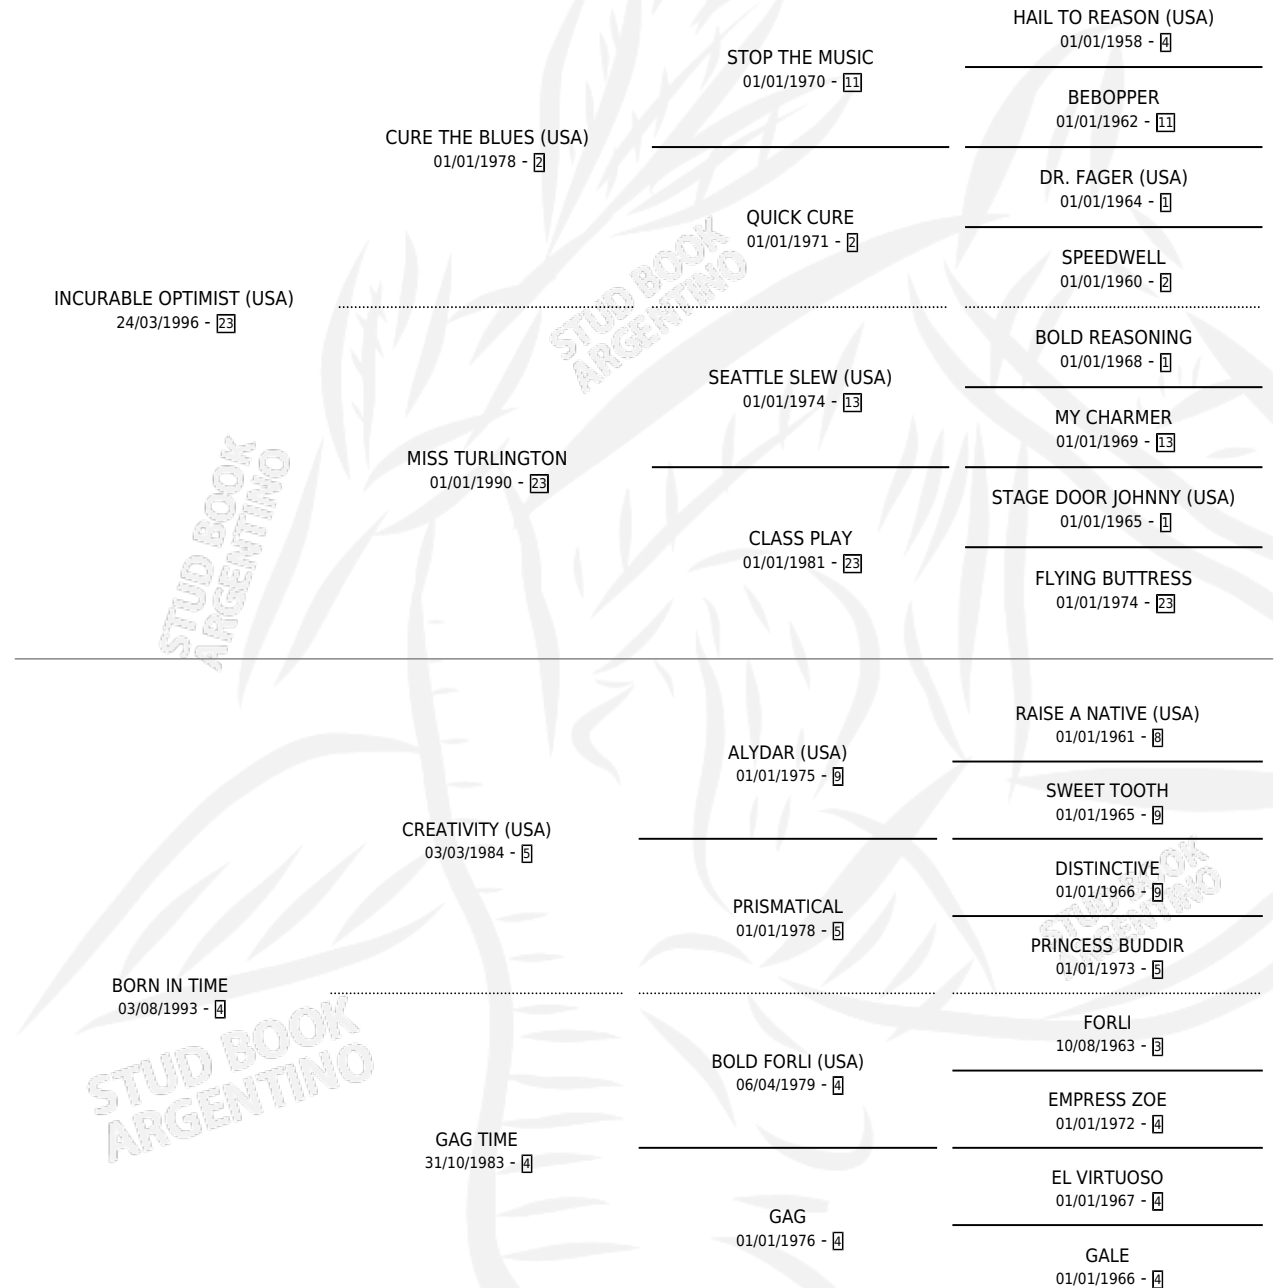 HAIL TO REASON (USA)
01/01/1958 - 4
STOP THE MUSIC
01/01/1970 - 11
BEBOPPER
01/01/1962 - 11
CURE THE BLUES (USA)
01/01/1978 - 2
DR. FAGER (USA)
01/01/1964 - 1
QUICK CURE
01/01/1971 - 2
SPEEDWELL
01/01/1960 - 2
INCURABLE OPTIMIST (USA)
24/03/1996 - 23
BOLD REASONING
01/01/1968 - 1
SEATTLE SLEW (USA)
01/01/1974 - 13
MY CHARMER
01/01/1969 - 13
MISS TURLINGTON
01/01/1990 - 23
STAGE DOOR JOHNNY (USA)
01/01/1965 - 1
CLASS PLAY
01/01/1981 - 23
FLYING BUTTRESS
01/01/1974 - 23
RAISE A NATIVE (USA)
01/01/1961 - 8
ALYDAR (USA)
01/01/1975 - 9
SWEET TOOTH
01/01/1965 - 9
CREATIVITY (USA)
03/03/1984 - 5
DISTINCTIVE
01/01/1966 - 9
PRISMATICAL
01/01/1978 - 5
PRINCESS BUDDIR
01/01/1973 - 5
BORN IN TIME
03/08/1993 - 4
FORLI
10/08/1963 - 3
BOLD FORLI (USA)
06/04/1979 - 4
EMPRESS ZOE
01/01/1972 - 4
GAG TIME
31/10/1983 - 4
EL VIRTUOSO
01/01/1967 - 4
GAG
01/01/1976 - 4
GALE
01/01/1966 - 4
STUD BOOK
ARGENTINO
STUD BOOK
ARGENTINO
STUD BOOK
ARGENTINO
STUD BOOK
ARGENTINO